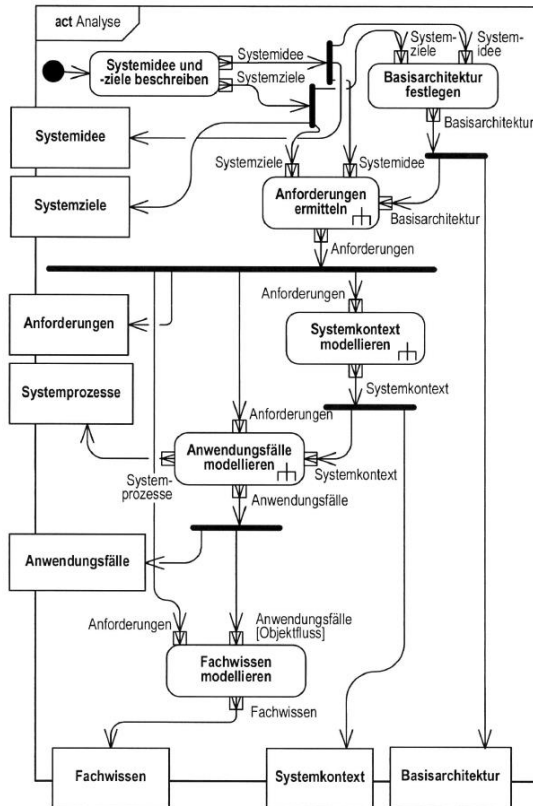 act Analyse
Systemidee und
-ziele beschreiben
Systemidee
Systemziele
System-
ziele
System-
idee
Basisarchitektur
festlegen
Basisarchitektur
Systemidee
Systemziele
Systemziele
Systemidee
Anforderungen
ermitteln
Basisarchitektur
Anforderungen
Anforderungen
Anforderungen
Systemkontext
modellieren
Systemkontext
Systemprozesse
Anforderungen
Anwendungsfälle
modellieren
System-
prozesse
Systemkontext
Anwendungsfälle
Anwendungsfälle
Anforderungen
Anwendungsfälle
[Objektfluss]
Fachwissen
modellieren
Fachwissen
Fachwissen
Systemkontext
Basisarchitektur